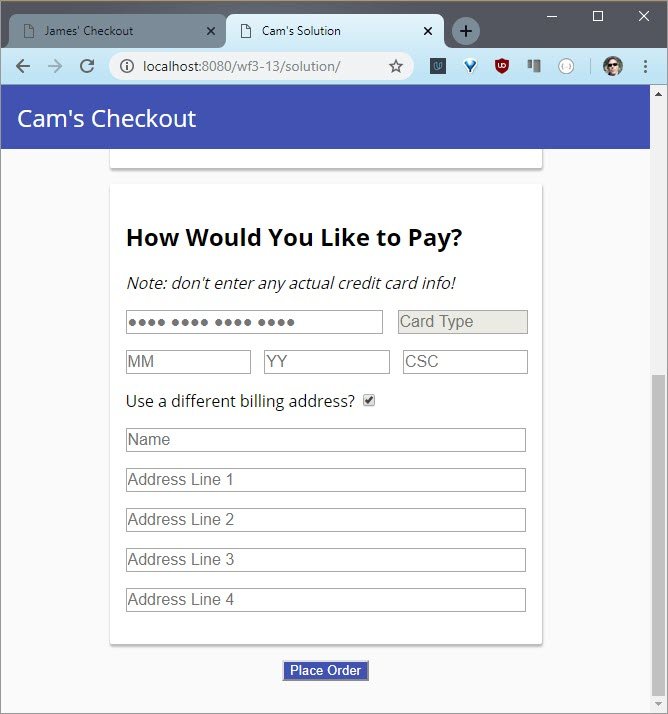 James' Checkout
Cam's Solution
localhost:8080/wf3-13/solution/
Cam's Checkout
How Would You Like to Pay?
Note: don't enter any actual credit card info!
●●●● ●●●● ●●●● ●●●● Card Type
MM YY CSC
Use a different billing address?
Name
Address Line 1
Address Line 2
Address Line 3
Address Line 4
Place Order